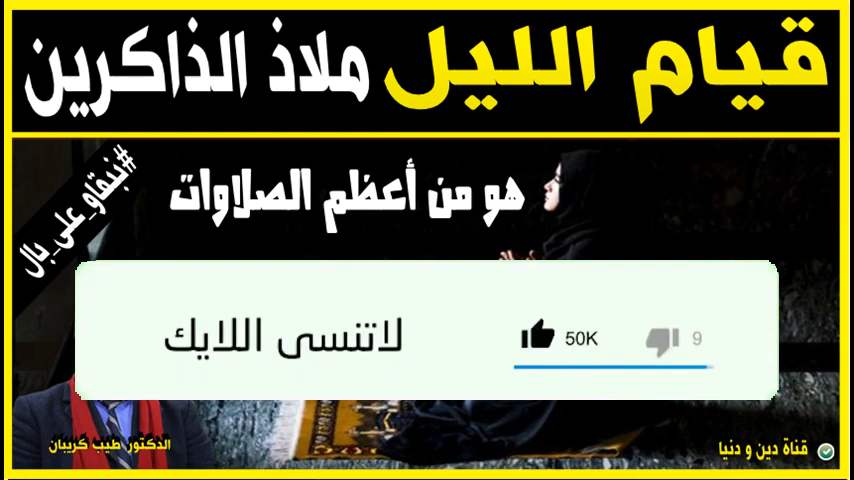 قيام الليل ملاذ الذاكرين
هو من أعظم الصلاوات
#نبقاو_على_بال
لاتنسى اللايك
50K
9
الدكتور طيب كريبان
قناة دين و دنيا